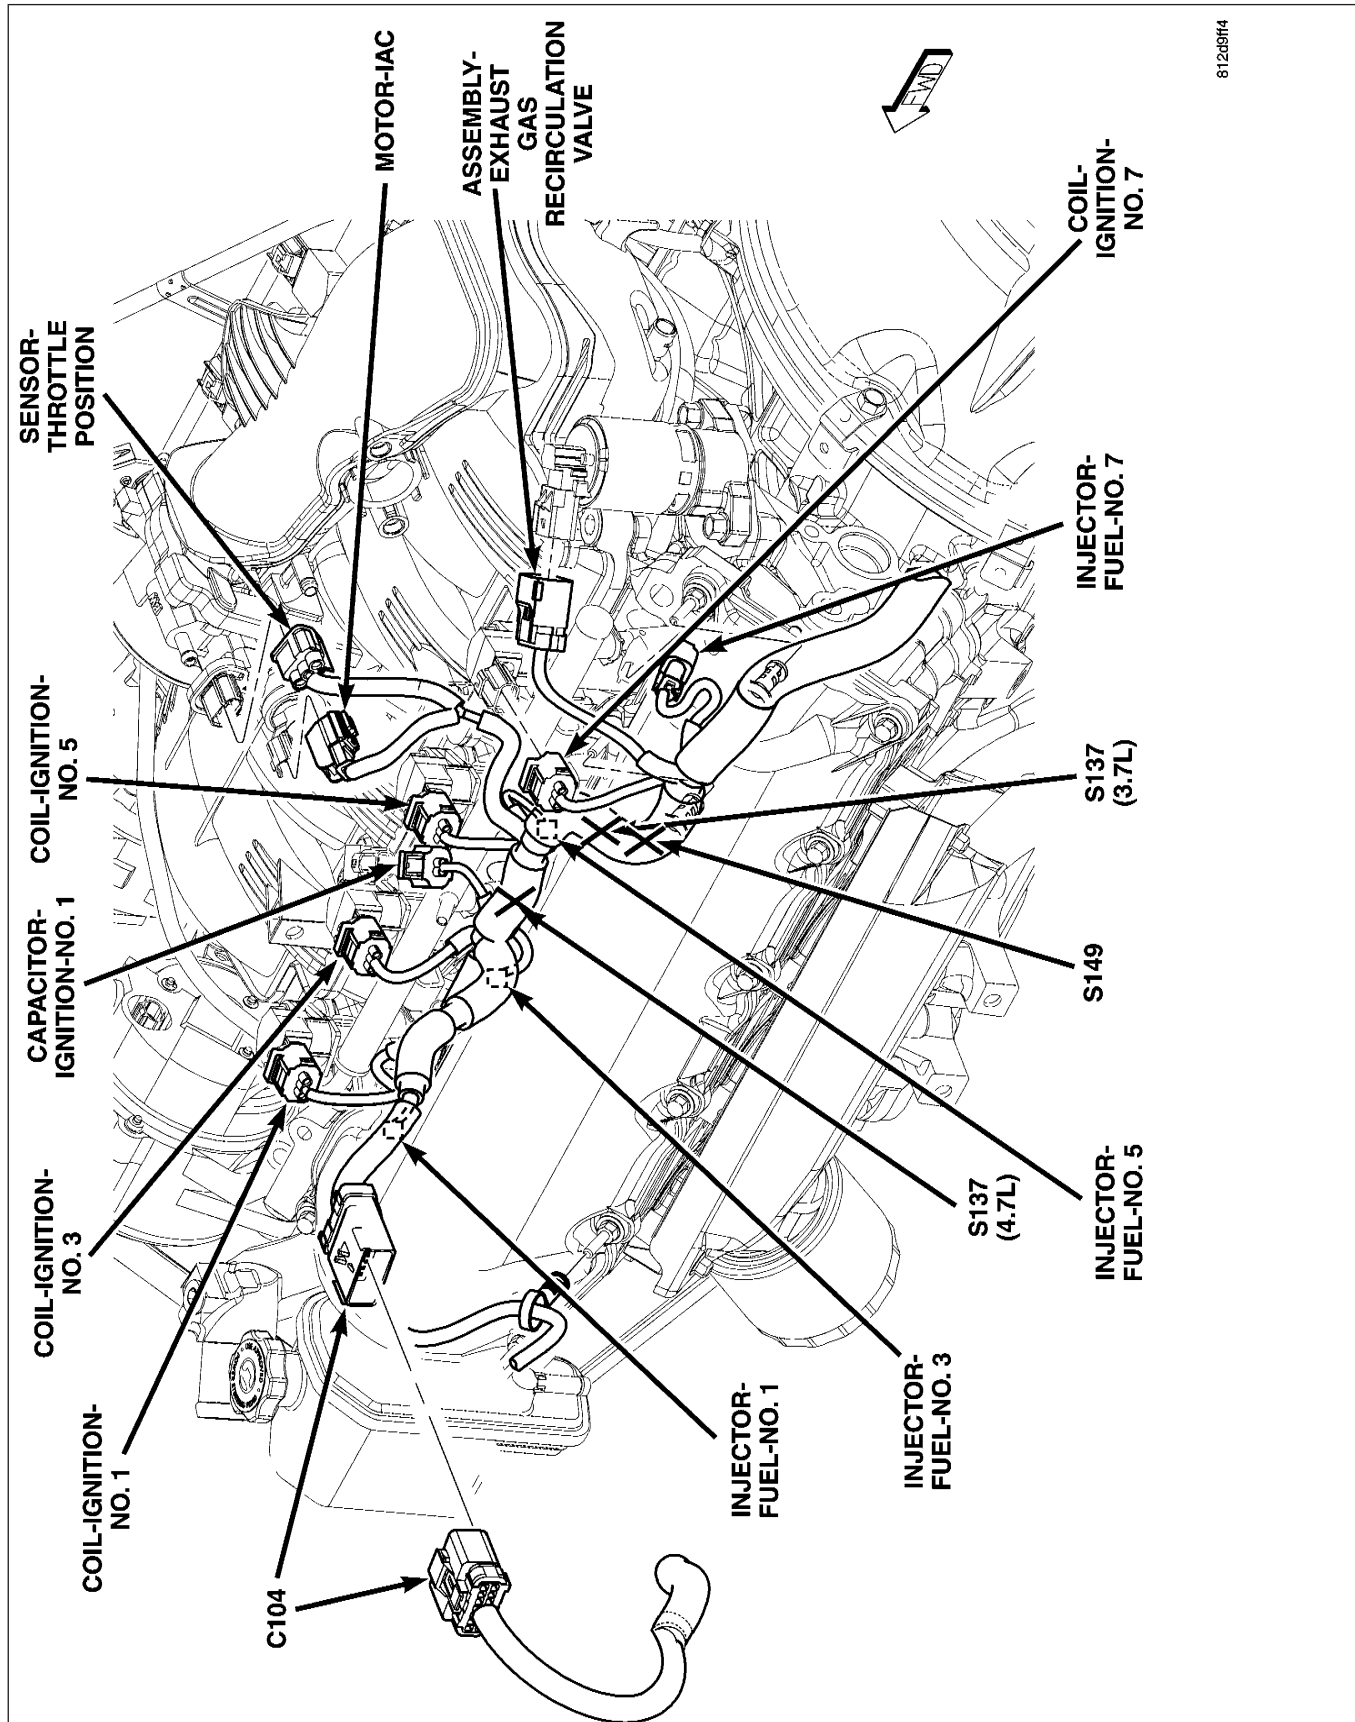 COIL-IGNITION-
NO. 1
COIL-IGNITION-
NO. 3
CAPACITOR-
IGNITION-NO. 1
COIL-IGNITION-
NO. 5
SENSOR-
THROTTLE
POSITION
MOTOR-IAC
ASSEMBLY-
EXHAUST
GAS
RECIRCULATION
VALVE
C104
INJECTOR-
FUEL-NO. 1
INJECTOR-
FUEL-NO. 3
S137
(4.7L)
INJECTOR-
FUEL-NO. 5
S149
S137
(3.7L)
INJECTOR-
FUEL-NO. 7
COIL-
IGNITION-
NO. 7
FWD
812d9ff4